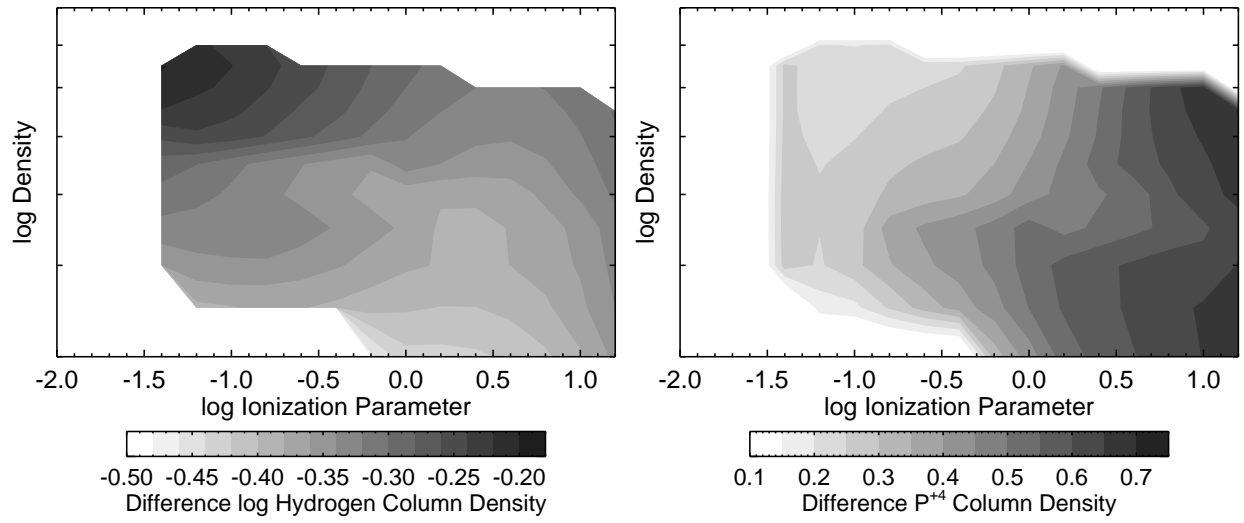 log Density
-2.0 -1.5 -1.0 -0.5 0.0 0.5 1.0
log Ionization Parameter
-0.50 -0.45 -0.40 -0.35 -0.30 -0.25 -0.20
Difference log Hydrogen Column Density
log Density
-2.0 -1.5 -1.0 -0.5 0.0 0.5 1.0
log Ionization Parameter
0.1 0.2 0.3 0.4 0.5 0.6 0.7
Difference P⁺⁴ Column Density